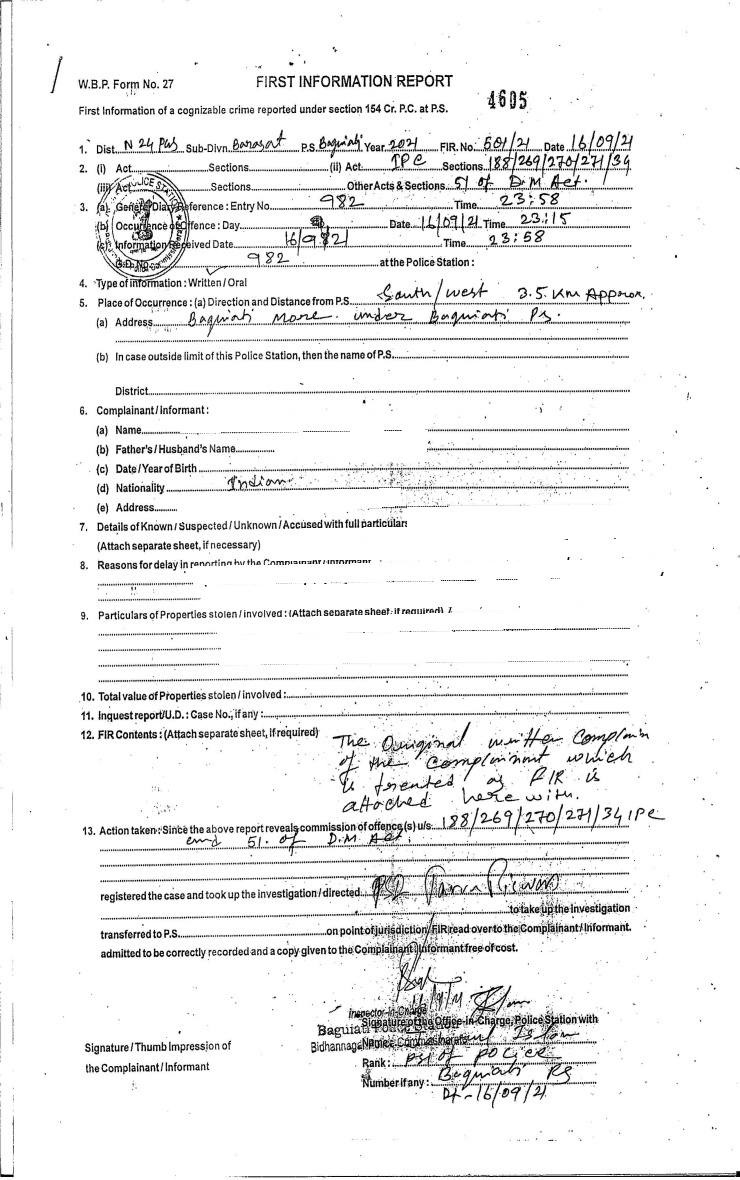 W.B.P. Form No. 27 FIRST INFORMATION REPORT
4605
First Information of a cognizable crime reported under section 154 Cr. P.C. at P.S.
1. Dist. N 24 Pgs Sub-Divn. Barasat P.S. Baguiati Year 2021 FIR. No. 601/21 Date 16/09/21
2. (i) Act Sections (ii) Act. IPC Sections 188/269/270/271/34
(iii) Act Sections Other Acts & Sections 51 of D.M Act.
3. (a) General Diary Reference : Entry No. 982 Time 23:58
(b) Occurrence of Offence : Day Date 16/09/21 Time 23:15
(c) Information Received Date 16/9/21 Time 23:58
G.D. No. 982 at the Police Station :
4. Type of information : Written / Oral
5. Place of Occurrence : (a) Direction and Distance from P.S. South/west 3.5 Km Approx.
(a) Address Baguiati More under Baguiati Ps.
(b) In case outside limit of this Police Station, then the name of P.S.
District
6. Complainant / informant :
(a) Name
(b) Father's / Husband's Name
(c) Date / Year of Birth
(d) Nationality Indian
(e) Address
7. Details of Known / Suspected / Unknown / Accused with full particulars
(Attach separate sheet, if necessary)
8. Reasons for delay in reporting by the Complainant / Informant
9. Particulars of Properties stolen / involved : (Attach separate sheet if required)
10. Total value of Properties stolen / involved :
11. Inquest report/U.D. : Case No., if any :
12. FIR Contents : (Attach separate sheet, if required) The Original written Complain
of the Complainant which
is treated as FIR is
attached here with.
13. Action taken : Since the above report reveals commission of offence(s) u/s. 188/269/270/271/34 IPC
and 51. of D.M Act.
registered the case and took up the investigation / directed PSI
to take up the investigation
transferred to P.S. on point of jurisdiction, FIR read over to the Complainant / Informant.
admitted to be correctly recorded and a copy given to the Complainant / Informant free of cost.
Inspector-in-Charge
Signature of the Office-in-Charge, Police Station with
Baguiati Police Station
Bidhannagar Commissionerate
Name : Islam
Signature / Thumb Impression of
the Complainant / Informant
Rank : PSI of POLICE
Number if any : Baguiati PS
Dt-16/09/21